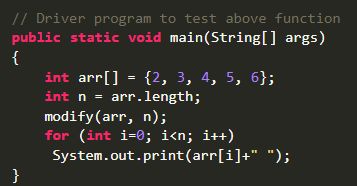 // Driver program to test above function
public static void main(String[] args)
{
    int arr[] = {2, 3, 4, 5, 6};
    int n = arr.length;
    modify(arr, n);
    for (int i=0; i<n; i++)
     System.out.print(arr[i]+" ");
}